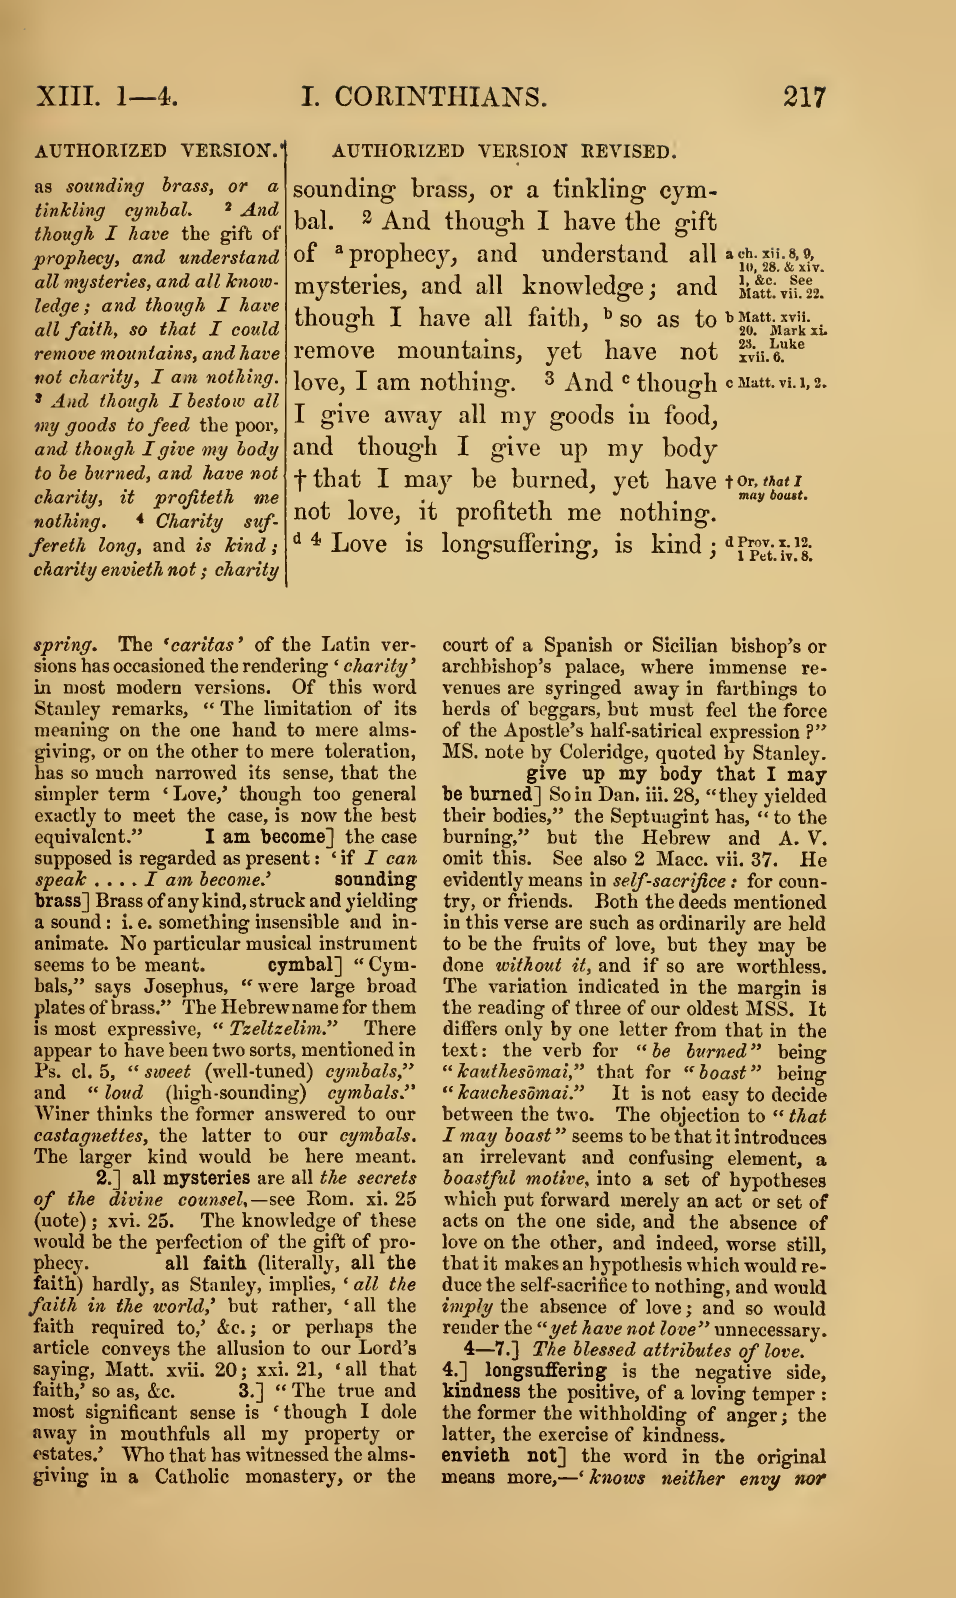 XIII. 1—4. I. CORINTHIANS. 217
AUTHORIZED VERSION.
as sounding brass, or a
tinkling cymbal. 2 And
though I have the gift of
prophecy, and understand
all mysteries, and all know-
ledge; and though I have
all faith, so that I could
remove mountains, and have
not charity, I am nothing.
3 And though I bestow all
my goods to feed the poor,
and though I give my body
to be burned, and have not
charity, it profiteth me
nothing. 4 Charity suf-
fereth long, and is kind;
charity envieth not; charity
AUTHORIZED VERSION REVISED.
sounding brass, or a tinkling cym-
bal. 2 And though I have the gift
of a prophecy, and understand all
mysteries, and all knowledge; and
though I have all faith, b so as to
remove mountains, yet have not
love, I am nothing. 3 And c though
I give away all my goods in food,
and though I give up my body
† that I may be burned, yet have
not love, it profiteth me nothing.
d 4 Love is longsuffering, is kind;
a ch. xii. 8, 9,
10, 28. & xiv.
1, &c. See
Matt. vii. 22.
b Matt. xvii.
20. Mark xi.
23. Luke
xvii. 6.
c Matt. vi. 1, 2.
† Or, that I
may boast.
d Prov. x. 12.
1 Pet. iv. 8.
spring. The 'caritas' of the Latin ver-
sions has occasioned the rendering 'charity'
in most modern versions. Of this word
Stanley remarks, "The limitation of its
meaning on the one hand to mere alms-
giving, or on the other to mere toleration,
has so much narrowed its sense, that the
simpler term 'Love,' though too general
exactly to meet the case, is now the best
equivalent." I am become] the case
supposed is regarded as present: 'if I can
speak .... I am become.' sounding
brass] Brass of any kind, struck and yielding
a sound: i. e. something insensible and in-
animate. No particular musical instrument
seems to be meant. cymbal] "Cym-
bals," says Josephus, "were large broad
plates of brass." The Hebrew name for them
is most expressive, "Tzeltzelim." There
appear to have been two sorts, mentioned in
Ps. cl. 5, "sweet (well-tuned) cymbals,"
and "loud (high-sounding) cymbals."
Winer thinks the former answered to our
castagnettes, the latter to our cymbals.
The larger kind would be here meant.
2.] all mysteries are all the secrets
of the divine counsel,—see Rom. xi. 25
(note); xvi. 25. The knowledge of these
would be the perfection of the gift of pro-
phecy. all faith (literally, all the
faith) hardly, as Stanley, implies, 'all the
faith in the world,' but rather, 'all the
faith required to,' &c.; or perhaps the
article conveys the allusion to our Lord's
saying, Matt. xvii. 20; xxi. 21, 'all that
faith,' so as, &c. 3.] "The true and
most significant sense is 'though I dole
away in mouthfuls all my property or
estates.' Who that has witnessed the alms-
giving in a Catholic monastery, or the
court of a Spanish or Sicilian bishop's or
archbishop's palace, where immense re-
venues are syringed away in farthings to
herds of beggars, but must feel the force
of the Apostle's half-satirical expression?"
MS. note by Coleridge, quoted by Stanley.
give up my body that I may
be burned] So in Dan. iii. 28, "they yielded
their bodies," the Septuagint has, "to the
burning," but the Hebrew and A. V.
omit this. See also 2 Macc. vii. 37. He
evidently means in self-sacrifice: for coun-
try, or friends. Both the deeds mentioned
in this verse are such as ordinarily are held
to be the fruits of love, but they may be
done without it, and if so are worthless.
The variation indicated in the margin is
the reading of three of our oldest MSS. It
differs only by one letter from that in the
text: the verb for "be burned" being
"kauthesōmai," that for "boast" being
"kauchesōmai." It is not easy to decide
between the two. The objection to "that
I may boast" seems to be that it introduces
an irrelevant and confusing element, a
boastful motive, into a set of hypotheses
which put forward merely an act or set of
acts on the one side, and the absence of
love on the other, and indeed, worse still,
that it makes an hypothesis which would re-
duce the self-sacrifice to nothing, and would
imply the absence of love; and so would
render the "yet have not love" unnecessary.
4—7.] The blessed attributes of love.
4.] longsuffering is the negative side,
kindness the positive, of a loving temper:
the former the withholding of anger; the
latter, the exercise of kindness.
envieth not] the word in the original
means more,—'knows neither envy nor